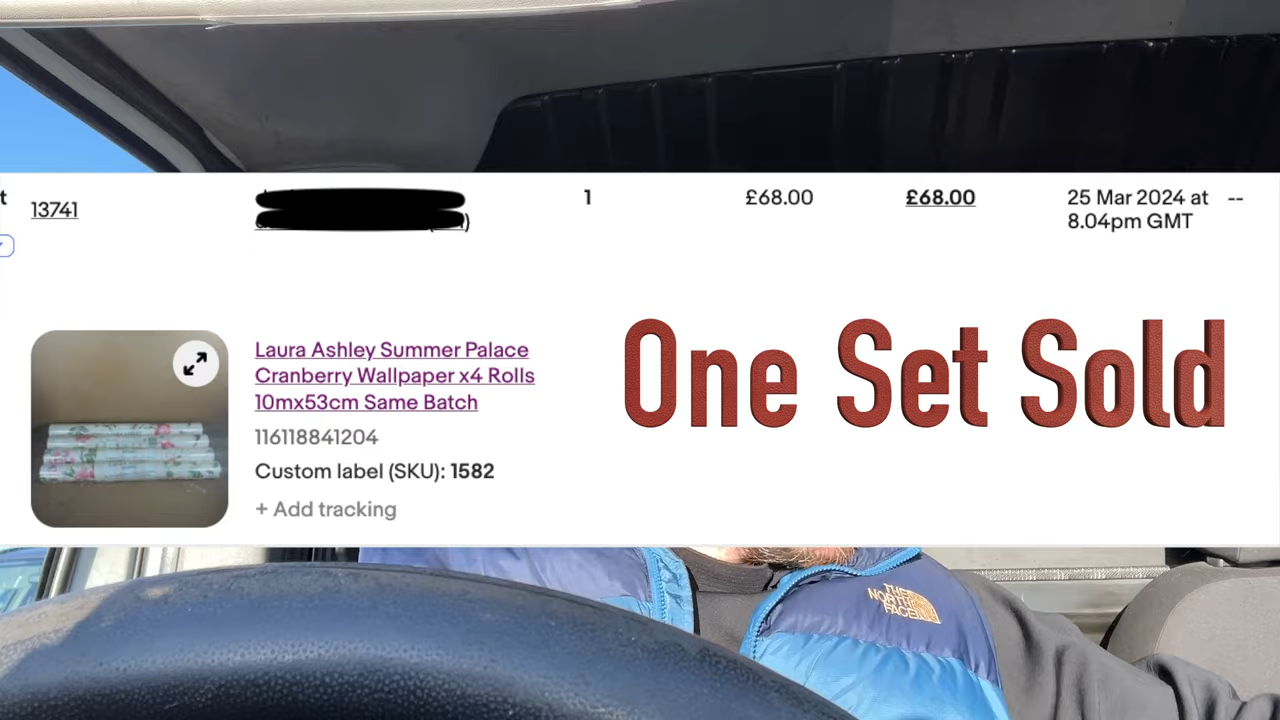 t
13741
)
1
£68.00
£68.00
25 Mar 2024 at
8.04pm GMT
--
Laura Ashley Summer Palace
Cranberry Wallpaper x4 Rolls
10mx53cm Same Batch
116118841204
Custom label (SKU): 1582
+ Add tracking
One Set Sold
THE
NORTH
FACE